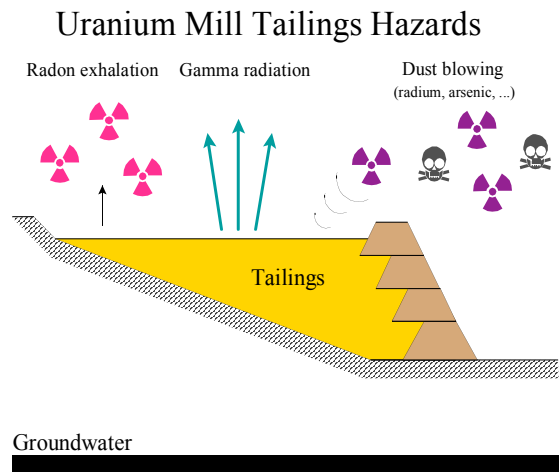 Uranium Mill Tailings Hazards
Radon exhalation
Gamma radiation
Dust blowing
(radium, arsenic, ...)
Tailings
Groundwater